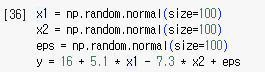 [36] x1 = np.random.normal(size=100)
x2 = np.random.normal(size=100)
eps = np.random.normal(size=100)
y = 16 + 5.1 * x1 - 7.3 * x2 + eps